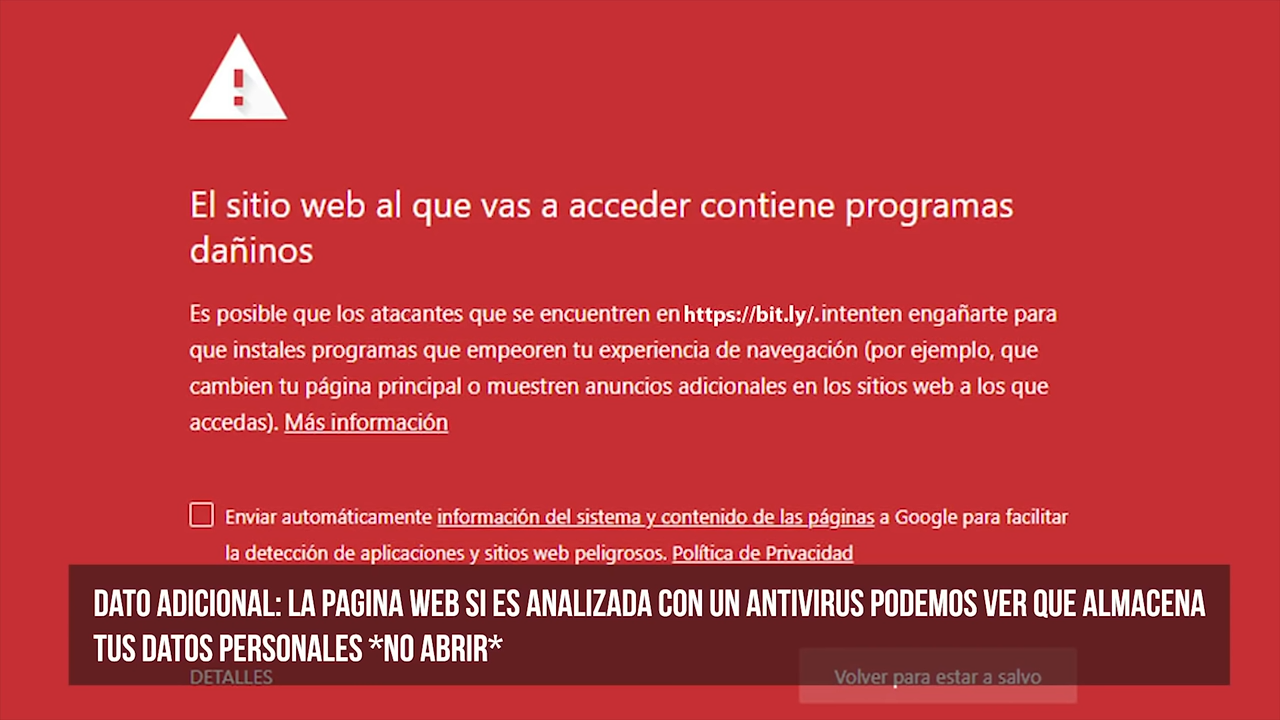 El sitio web al que vas a acceder contiene programas
dañinos
Es posible que los atacantes que se encuentren en https://bit.ly/. intenten engañarte para
que instales programas que empeoren tu experiencia de navegación (por ejemplo, que
cambien tu página principal o muestren anuncios adicionales en los sitios web a los que
accedas). Más información
Enviar automáticamente información del sistema y contenido de las páginas a Google para facilitar
la detección de aplicaciones y sitios web peligrosos. Política de Privacidad
DATO ADICIONAL: LA PAGINA WEB SI ES ANALIZADA CON UN ANTIVIRUS PODEMOS VER QUE ALMACENA
TUS DATOS PERSONALES *NO ABRIR*
DETALLES
Volver para estar a salvo